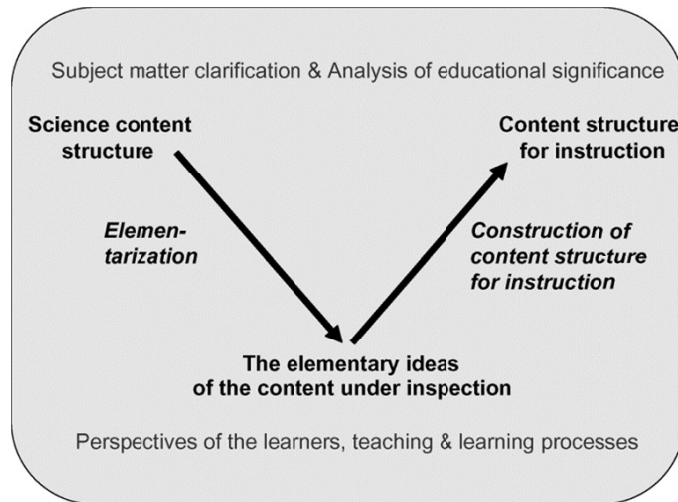 Subject matter clarification & Analysis of educational significance
Science content
structure
Content structure
for instruction
Elemen-
tarization
Construction of
content structure
for instruction
The elementary ideas
of the content under inspection
Perspectives of the learners, teaching & learning processes